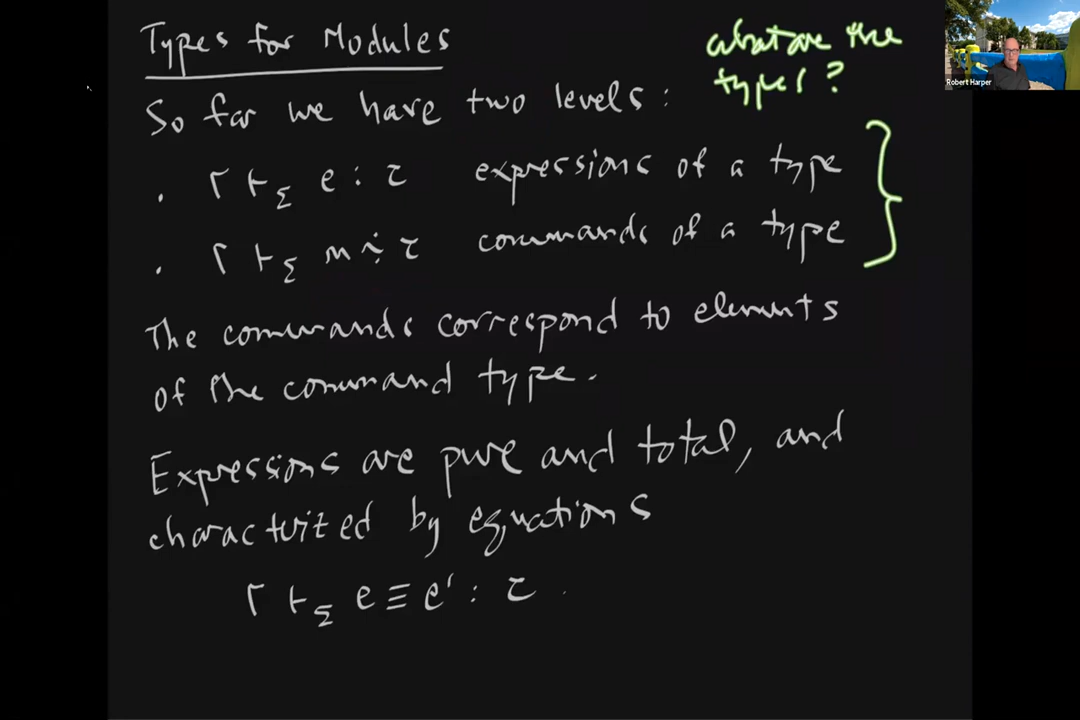 Types for Modules
what are the
types?
Robert Harper
So far we have two levels:
. Γ ⊢Σ e : τ expressions of a type
. Γ ⊢Σ m ∻ τ commands of a type
The commands correspond to elements
of the command type.
Expressions are pure and total, and
characterized by equations
Γ ⊢Σ e ≡ e' : τ .